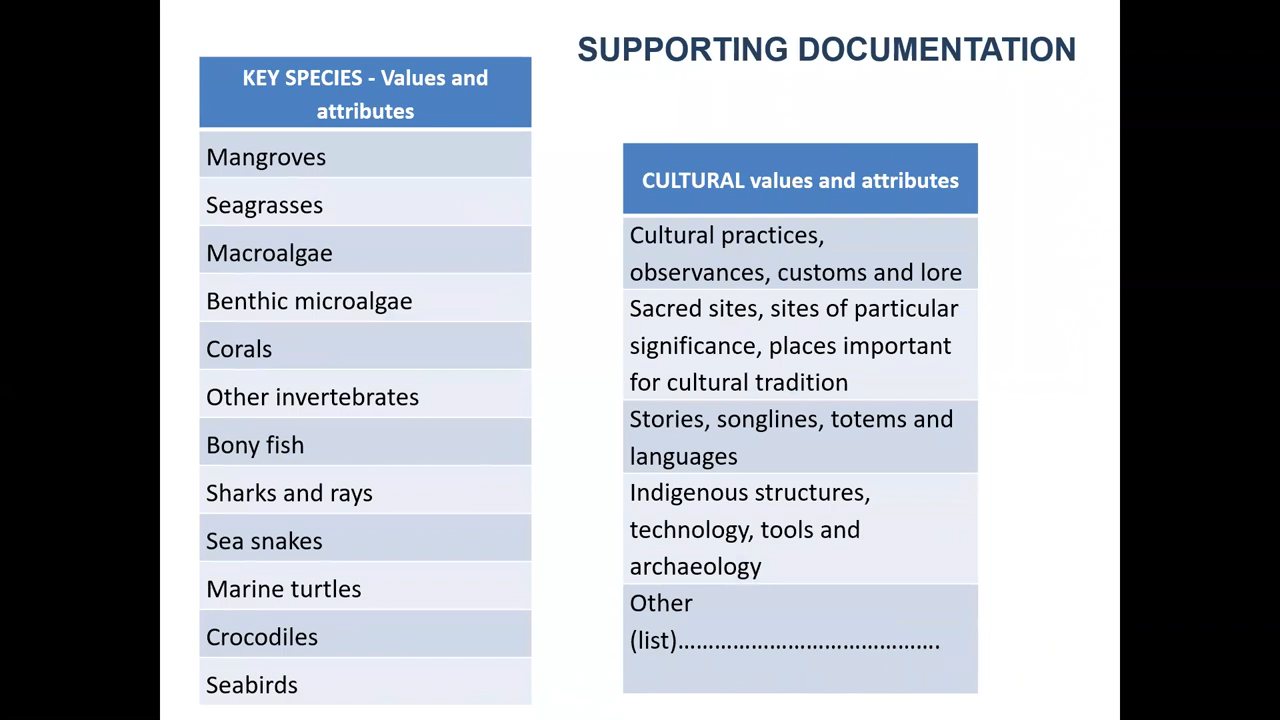 SUPPORTING DOCUMENTATION
KEY SPECIES - Values and
attributes
Mangroves
Seagrasses
Macroalgae
Benthic microalgae
Corals
Other invertebrates
Bony fish
Sharks and rays
Sea snakes
Marine turtles
Crocodiles
Seabirds
CULTURAL values and attributes
Cultural practices,
observances, customs and lore
Sacred sites, sites of particular
significance, places important
for cultural tradition
Stories, songlines, totems and
languages
Indigenous structures,
technology, tools and
archaeology
Other
(list)…………………………………….